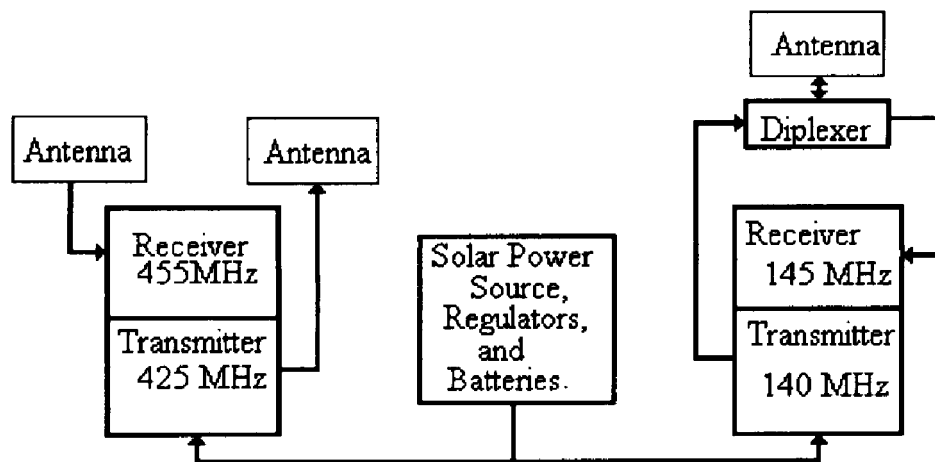 Antenna
Antenna
Receiver
455MHz
Transmitter
425 MHz
Solar Power
Source,
Regulators,
and
Batteries.
Antenna
Diplexer
Receiver
145 MHz
Transmitter
140 MHz